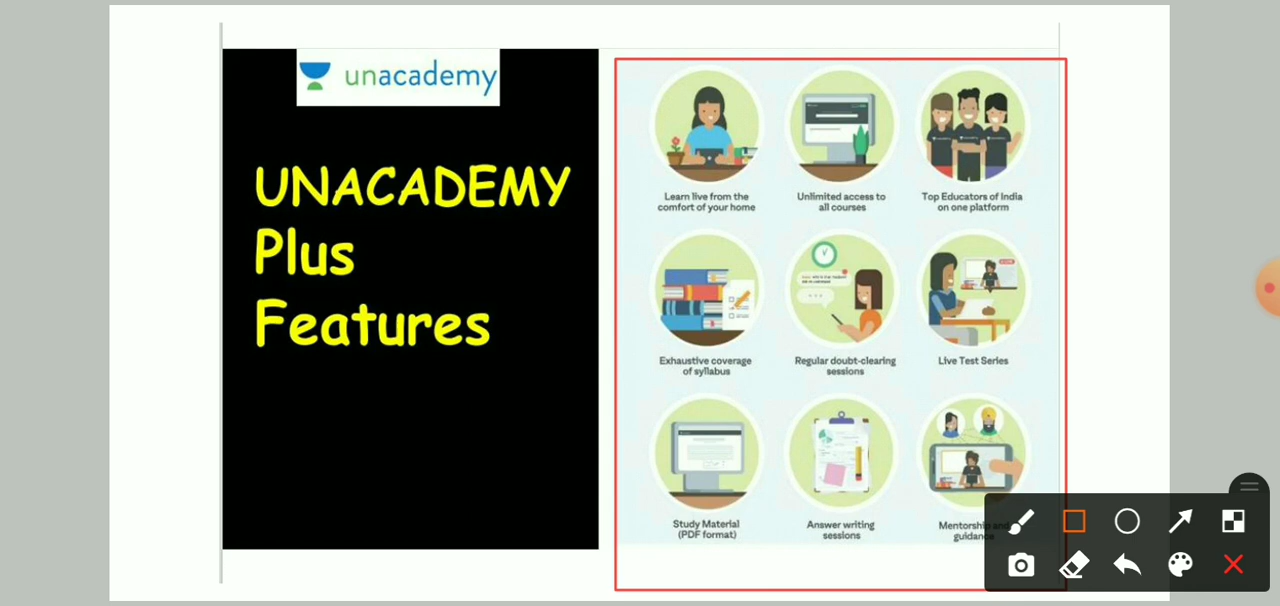 unacademy
UNACADEMY
Plus
Features
Learn live from the
comfort of your home
Unlimited access to
all courses
Top Educators of India
on one platform
Exhaustive coverage
of syllabus
Regular doubt-clearing
sessions
Live Test Series
Study Material
(PDF format)
Answer writing
sessions
Mentorship and
guidance